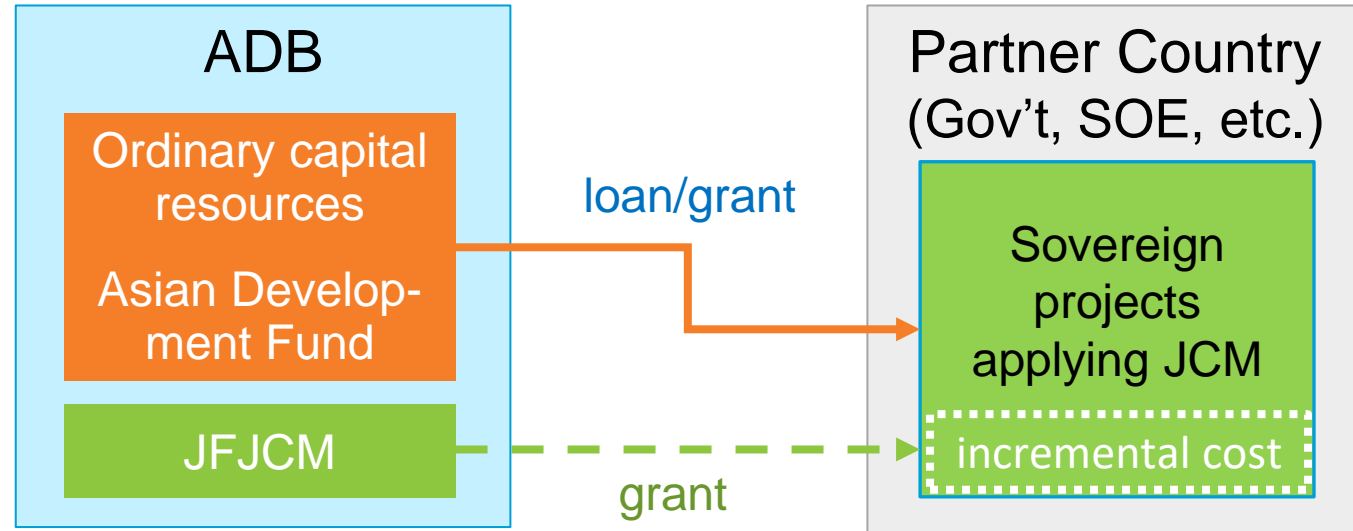 ADB
Ordinary capital
resources
Asian Develop-
ment Fund
JFJCM
loan/grant
grant
Partner Country
(Gov’t, SOE, etc.)
Sovereign
projects
applying JCM
incremental cost